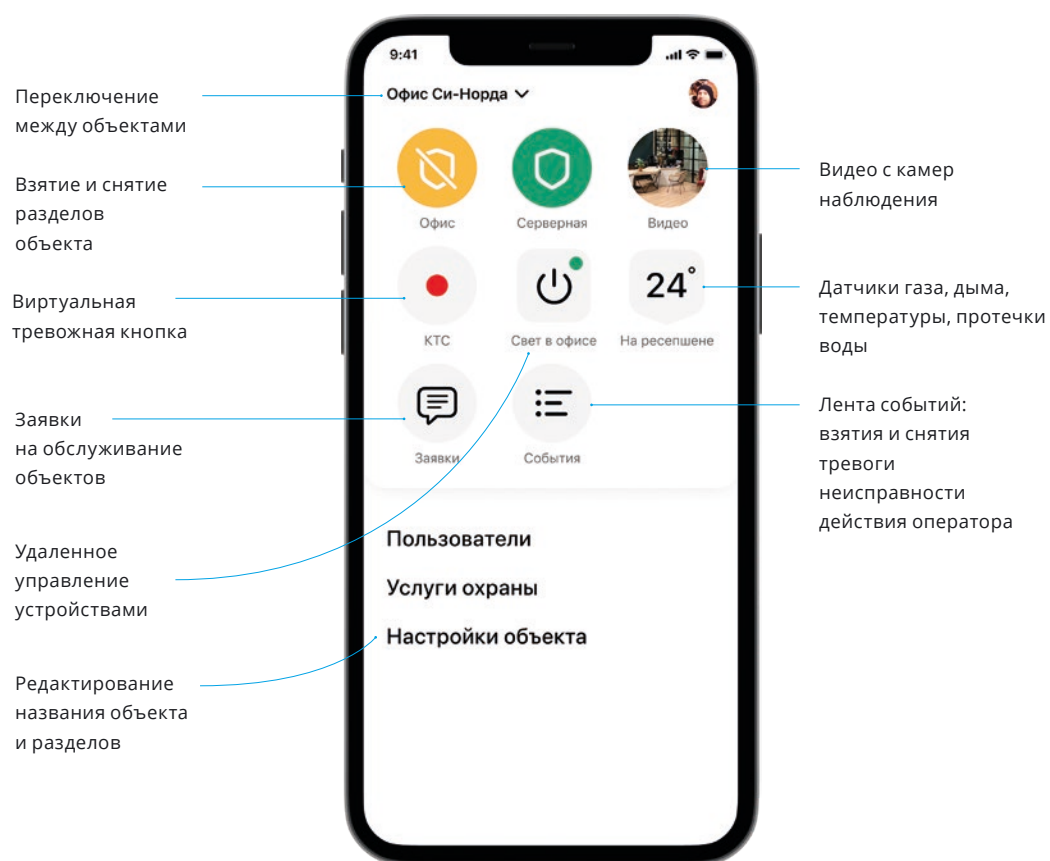 Переключение
между объектами
Взятие и снятие
разделов
объекта
Виртуальная
тревожная кнопка
Заявки
на обслуживание
объектов
Удаленное
управление
устройствами
Редактирование
названия объекта
и разделов
9:41
Офис Си-Норда
Офис
Серверная
Видео
24°
КТС
Свет в офисе
На ресепшене
Заявки
События
Пользователи
Услуги охраны
Настройки объекта
Видео с камер
наблюдения
Датчики газа, дыма,
температуры, протечки
воды
Лента событий:
взятия и снятия
тревоги
неисправности
действия оператора